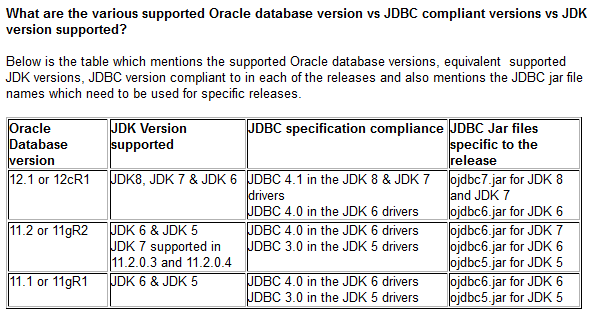 What are the various supported Oracle database version vs JDBC compliant versions vs JDK
version supported?
Below is the table which mentions the supported Oracle database versions, equivalent supported
JDK versions, JDBC version compliant to in each of the releases and also mentions the JDBC jar file
names which need to be used for specific releases.
Oracle
Database
version
JDK Version
supported
JDBC specification compliance
JDBC Jar files
specific to the
release
12.1 or 12cR1
JDK8, JDK 7 & JDK 6
JDBC 4.1 in the JDK 8 & JDK 7
drivers
JDBC 4.0 in the JDK 6 drivers
ojdbc7.jar for JDK 8
and JDK 7
ojdbc6.jar for JDK 6
11.2 or 11gR2
JDK 6 & JDK 5
JDK 7 supported in
11.2.0.3 and 11.2.0.4
JDBC 4.0 in the JDK 6 drivers
JDBC 3.0 in the JDK 5 drivers
ojdbc6.jar for JDK 7
ojdbc6.jar for JDK 6
ojdbc5.jar for JDK 5
11.1 or 11gR1
JDK 6 & JDK 5
JDBC 4.0 in the JDK 6 drivers
JDBC 3.0 in the JDK 5 drivers
ojdbc6.jar for JDK 6
ojdbc5.jar for JDK 5